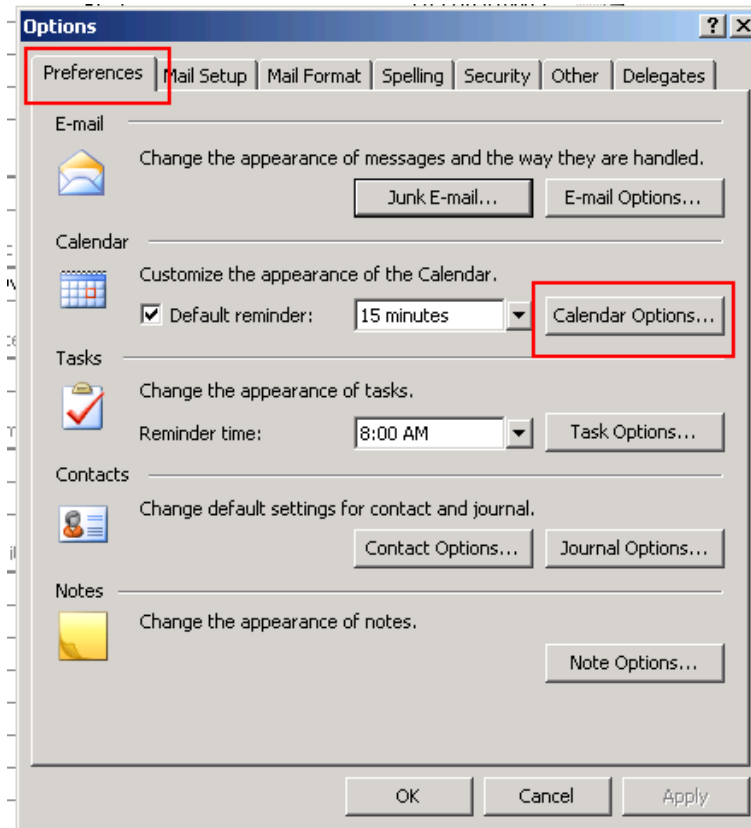 Options
Preferences Mail Setup Mail Format Spelling Security Other Delegates
E-mail
Change the appearance of messages and the way they are handled.
Junk E-mail... E-mail Options...
Calendar
Customize the appearance of the Calendar.
Default reminder: 15 minutes Calendar Options...
Tasks
Change the appearance of tasks.
Reminder time: 8:00 AM Task Options...
Contacts
Change default settings for contact and journal.
Contact Options... Journal Options...
Notes
Change the appearance of notes.
Note Options...
OK Cancel Apply